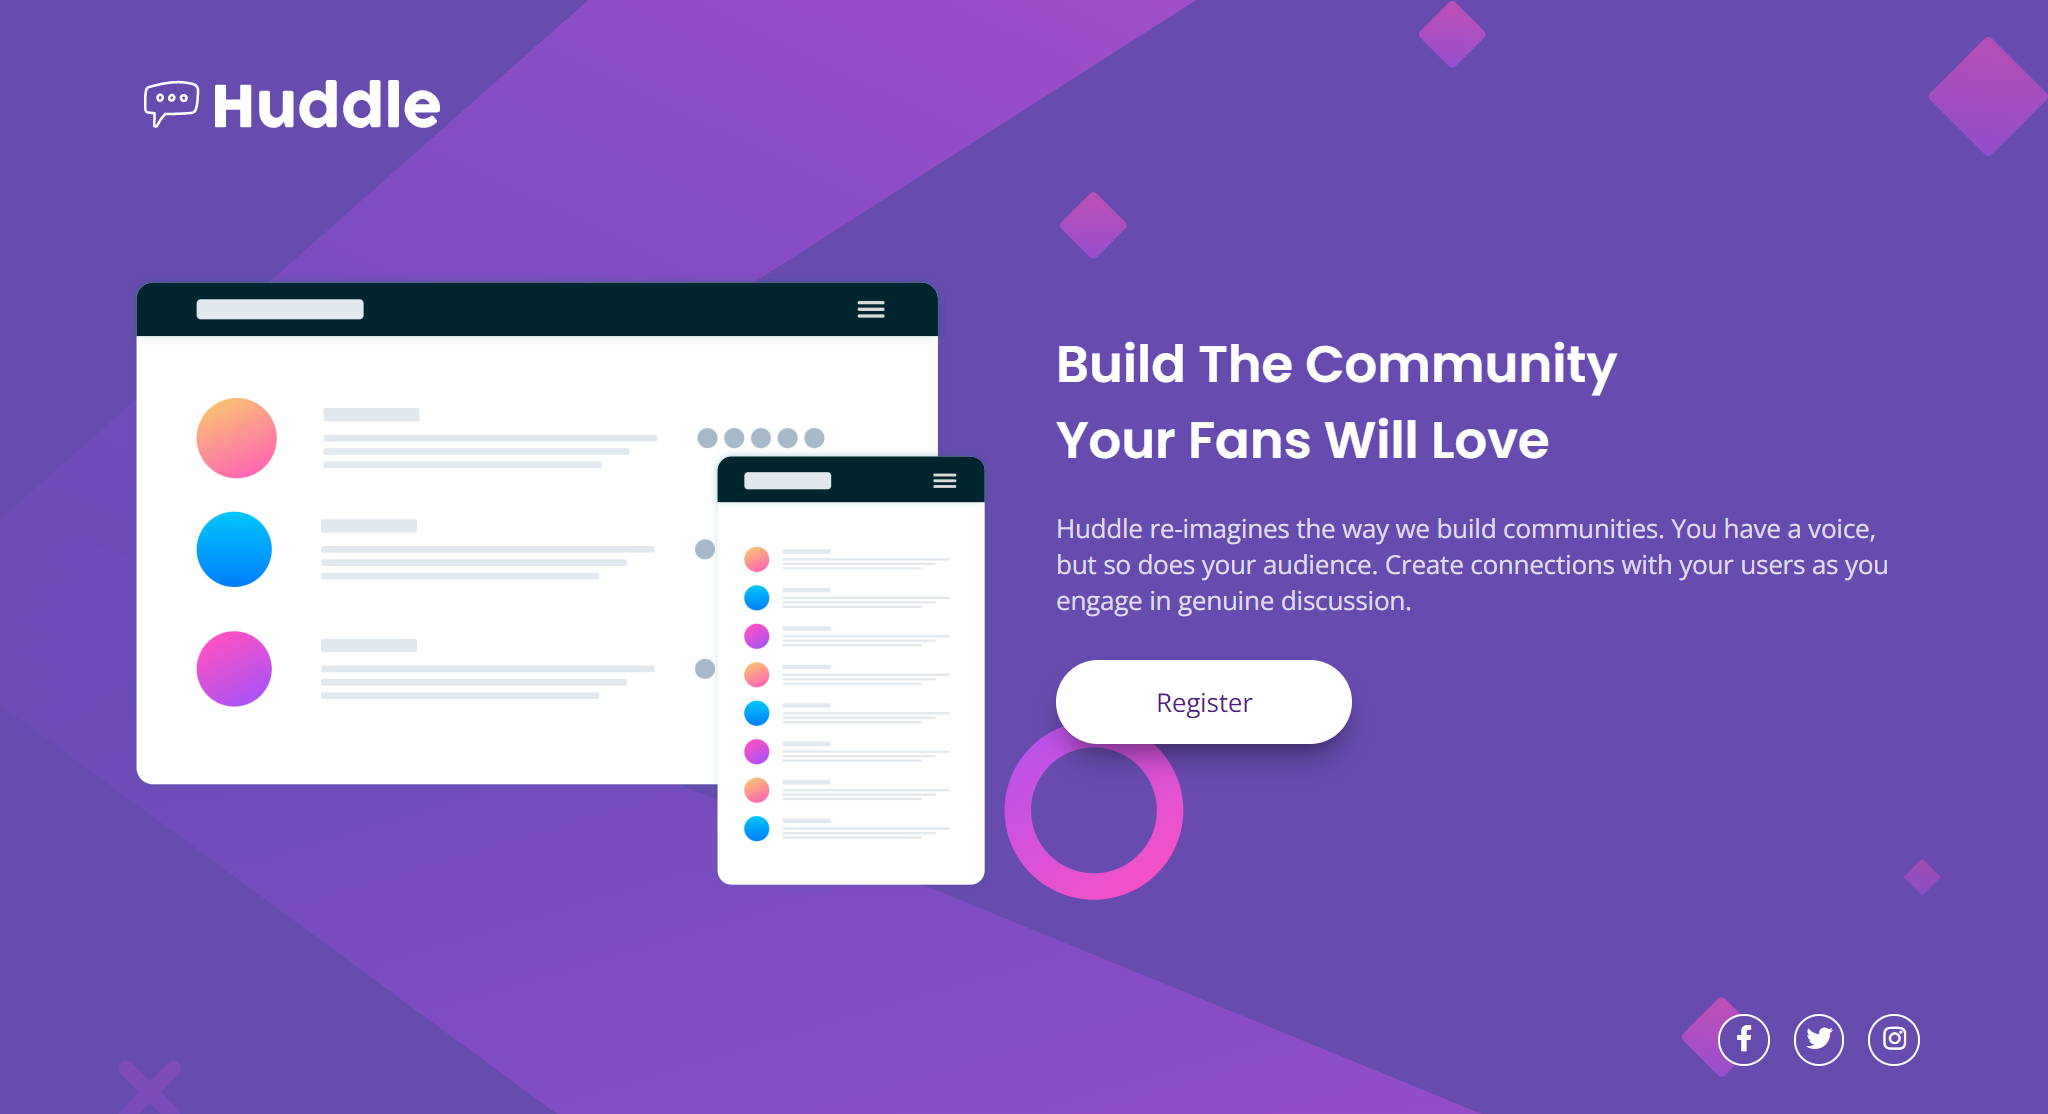 Huddle
Build The Community
Your Fans Will Love
Huddle re-imagines the way we build communities. You have a voice,
but so does your audience. Create connections with your users as you
engage in genuine discussion.
Register